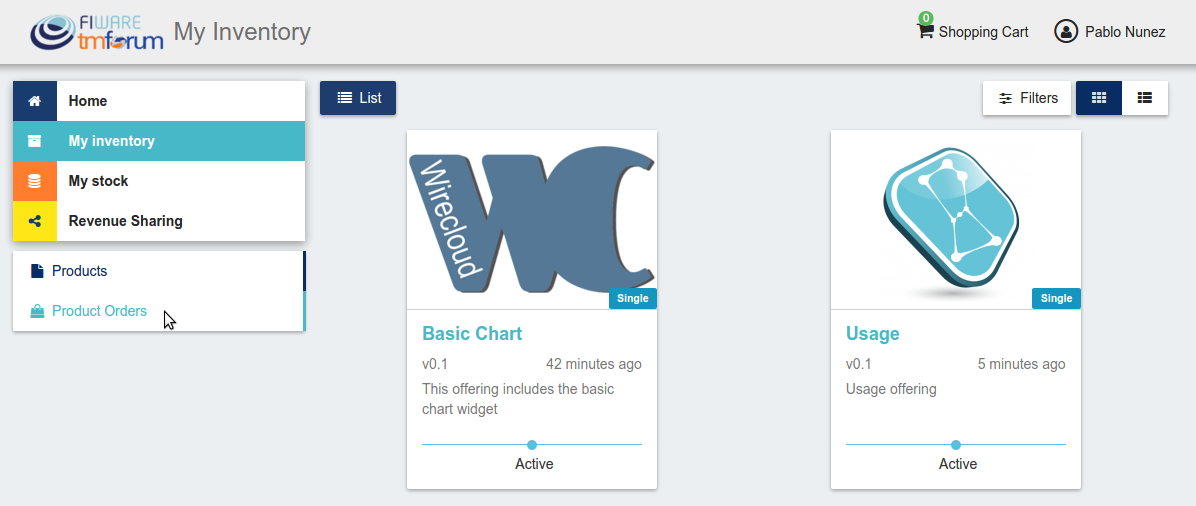 FIWARE
tmforum
My Inventory
0
Shopping Cart
Pablo Nunez
Home
My inventory
My stock
Revenue Sharing
Products
Product Orders
List
Filters
Wirecloud
WC
Single
Basic Chart
v0.1
42 minutes ago
This offering includes the basic
chart widget
Active
Single
Usage
v0.1
5 minutes ago
Usage offering
Active